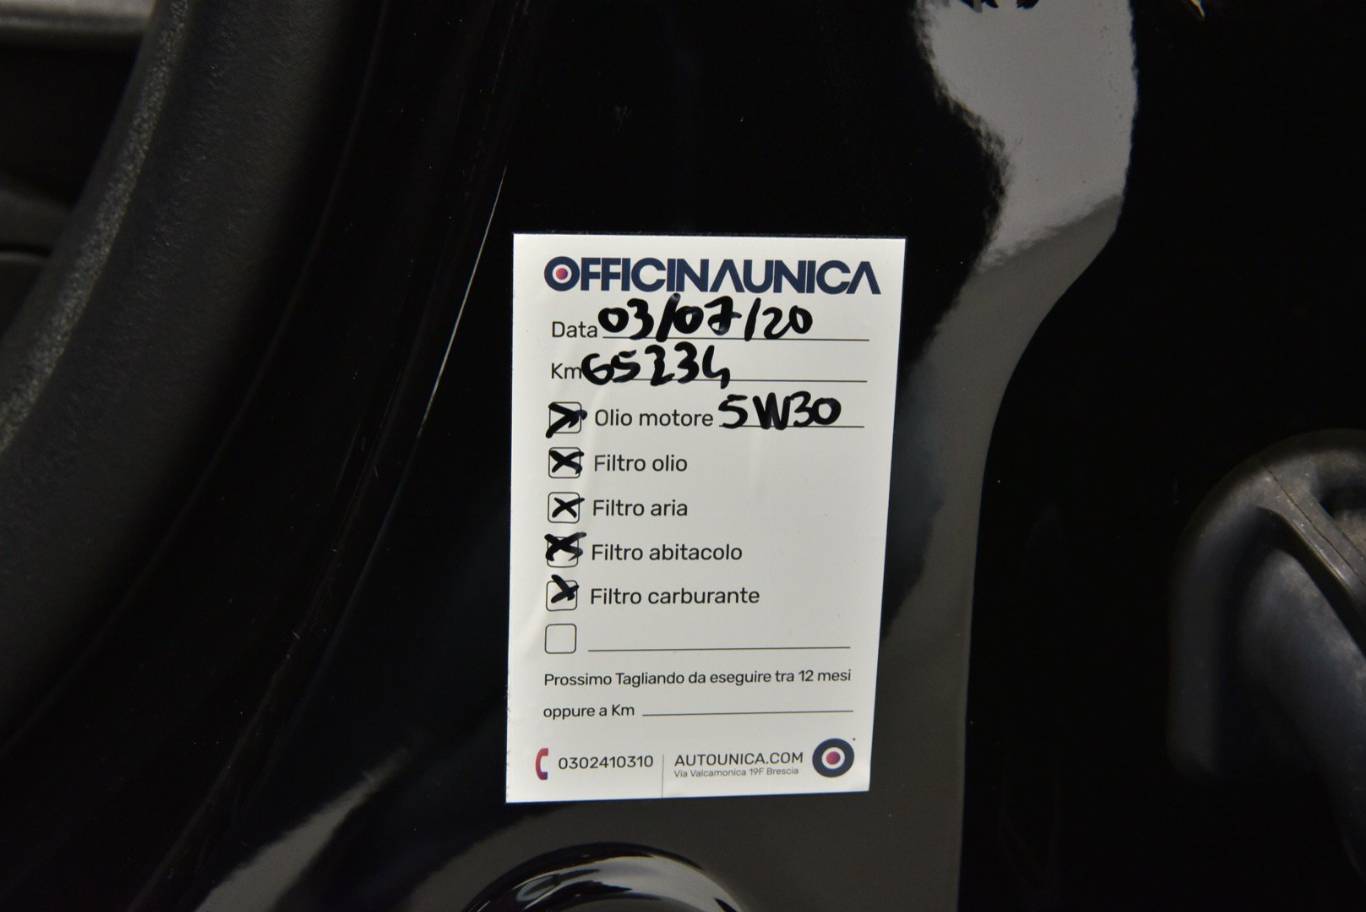 OFFICINAUNICA
Data 03/07/20
Km 65234
Olio motore 5W30
Filtro olio
Filtro aria
Filtro abitacolo
Filtro carburante
Prossimo Tagliando da eseguire tra 12 mesi
oppure a Km
0302410310
AUTOUNICA.COM
Via Valcamonica 19F Brescia